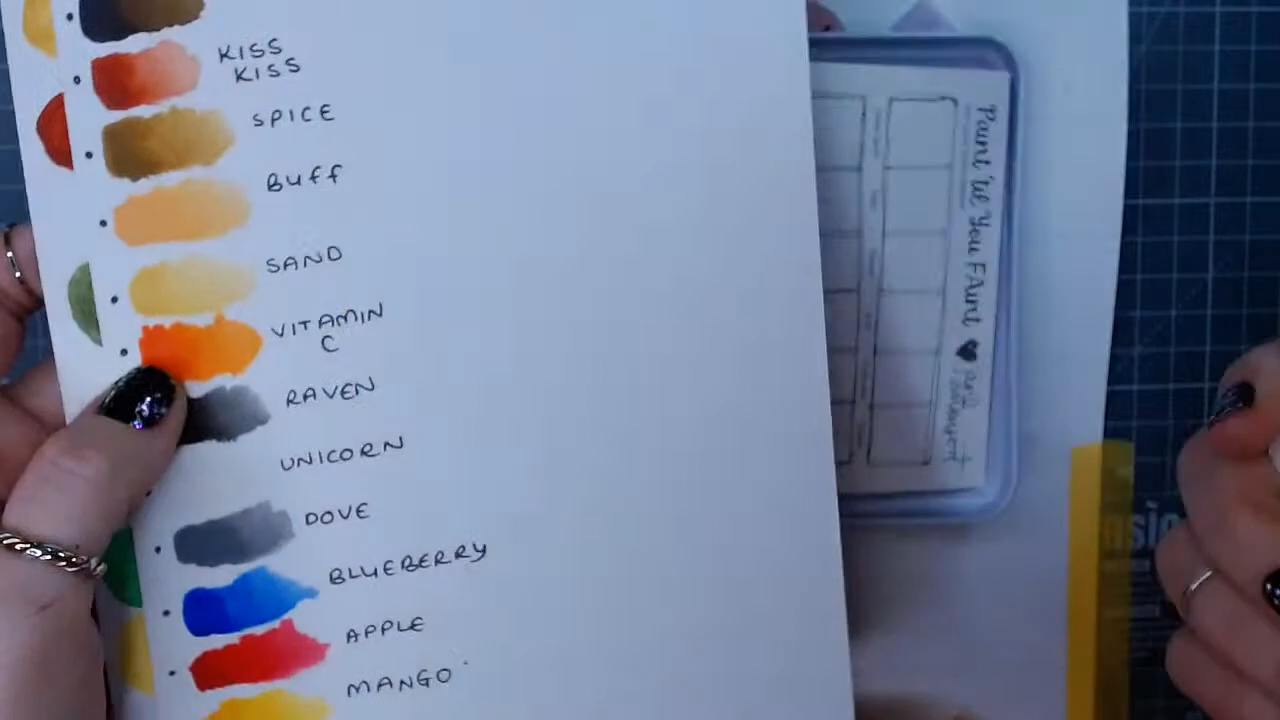 KISS
KISS
SPICE
Buff
SAND
VITAMIN
C
RAVEN
UNICORN
DOVE
BLUEBERRY
APPLE
MANGO
Paint 'til You FAint